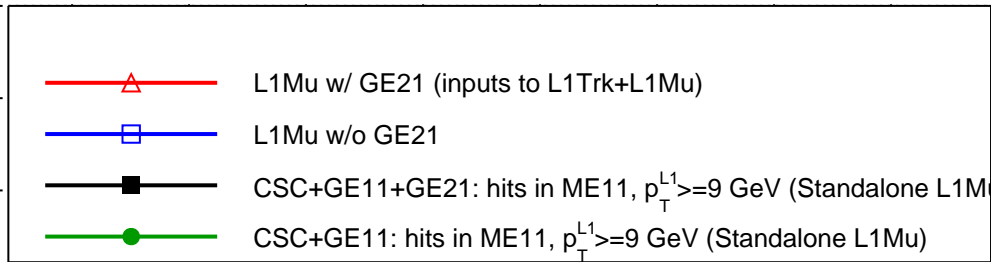 L1Mu w/ GE21 (inputs to L1Trk+L1Mu)
L1Mu w/o GE21
CSC+GE11+GE21: hits in ME11, p_T^L1>=9 GeV (Standalone L1Mu
CSC+GE11: hits in ME11, p_T^L1>=9 GeV (Standalone L1Mu)